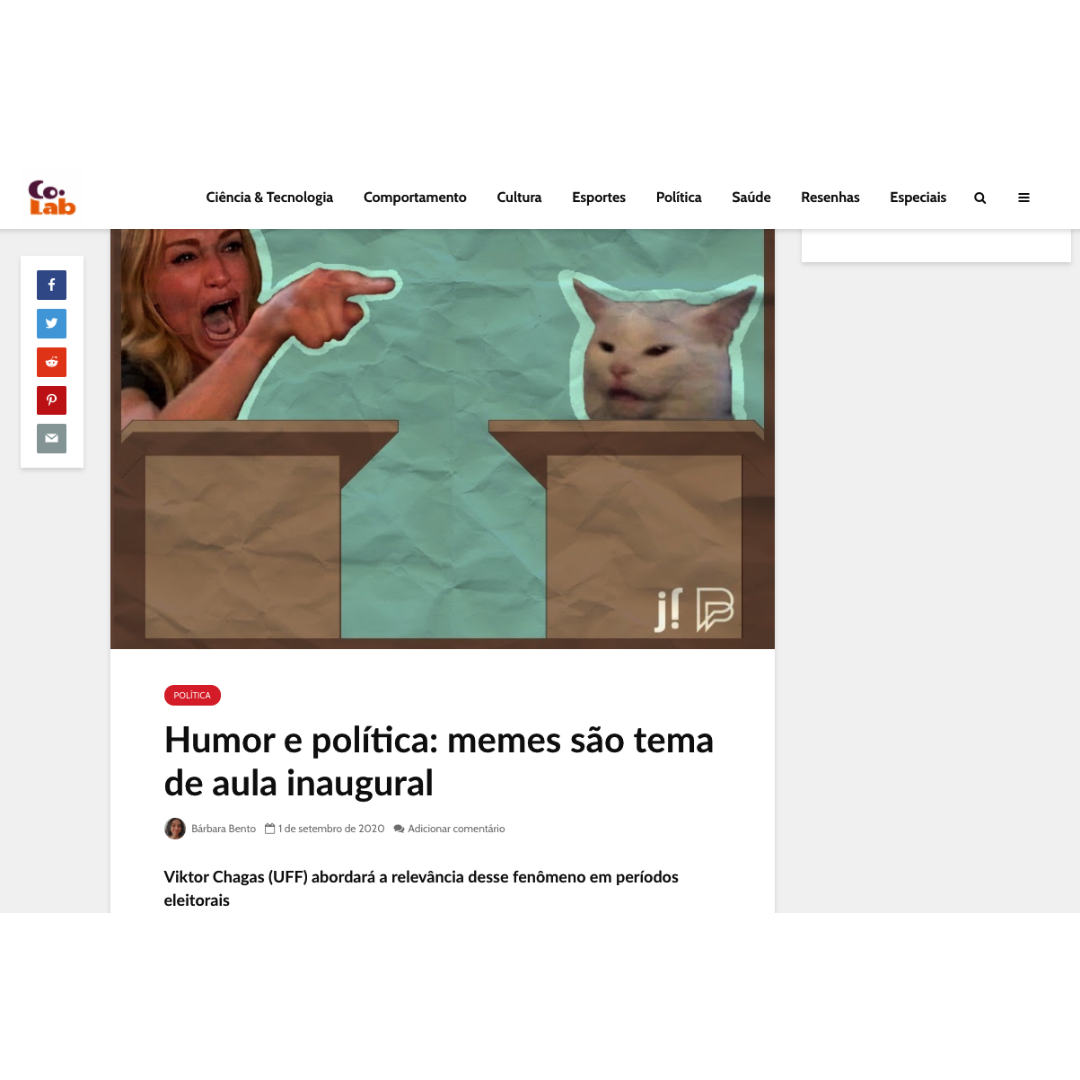 Co.
Lab
Ciência & Tecnologia Comportamento Cultura Esportes Política Saúde Resenhas Especiais
j!
POLÍTICA
Humor e política: memes são tema
de aula inaugural
Bárbara Bento 1 de setembro de 2020 Adicionar comentário
Viktor Chagas (UFF) abordará a relevância desse fenômeno em períodos
eleitorais